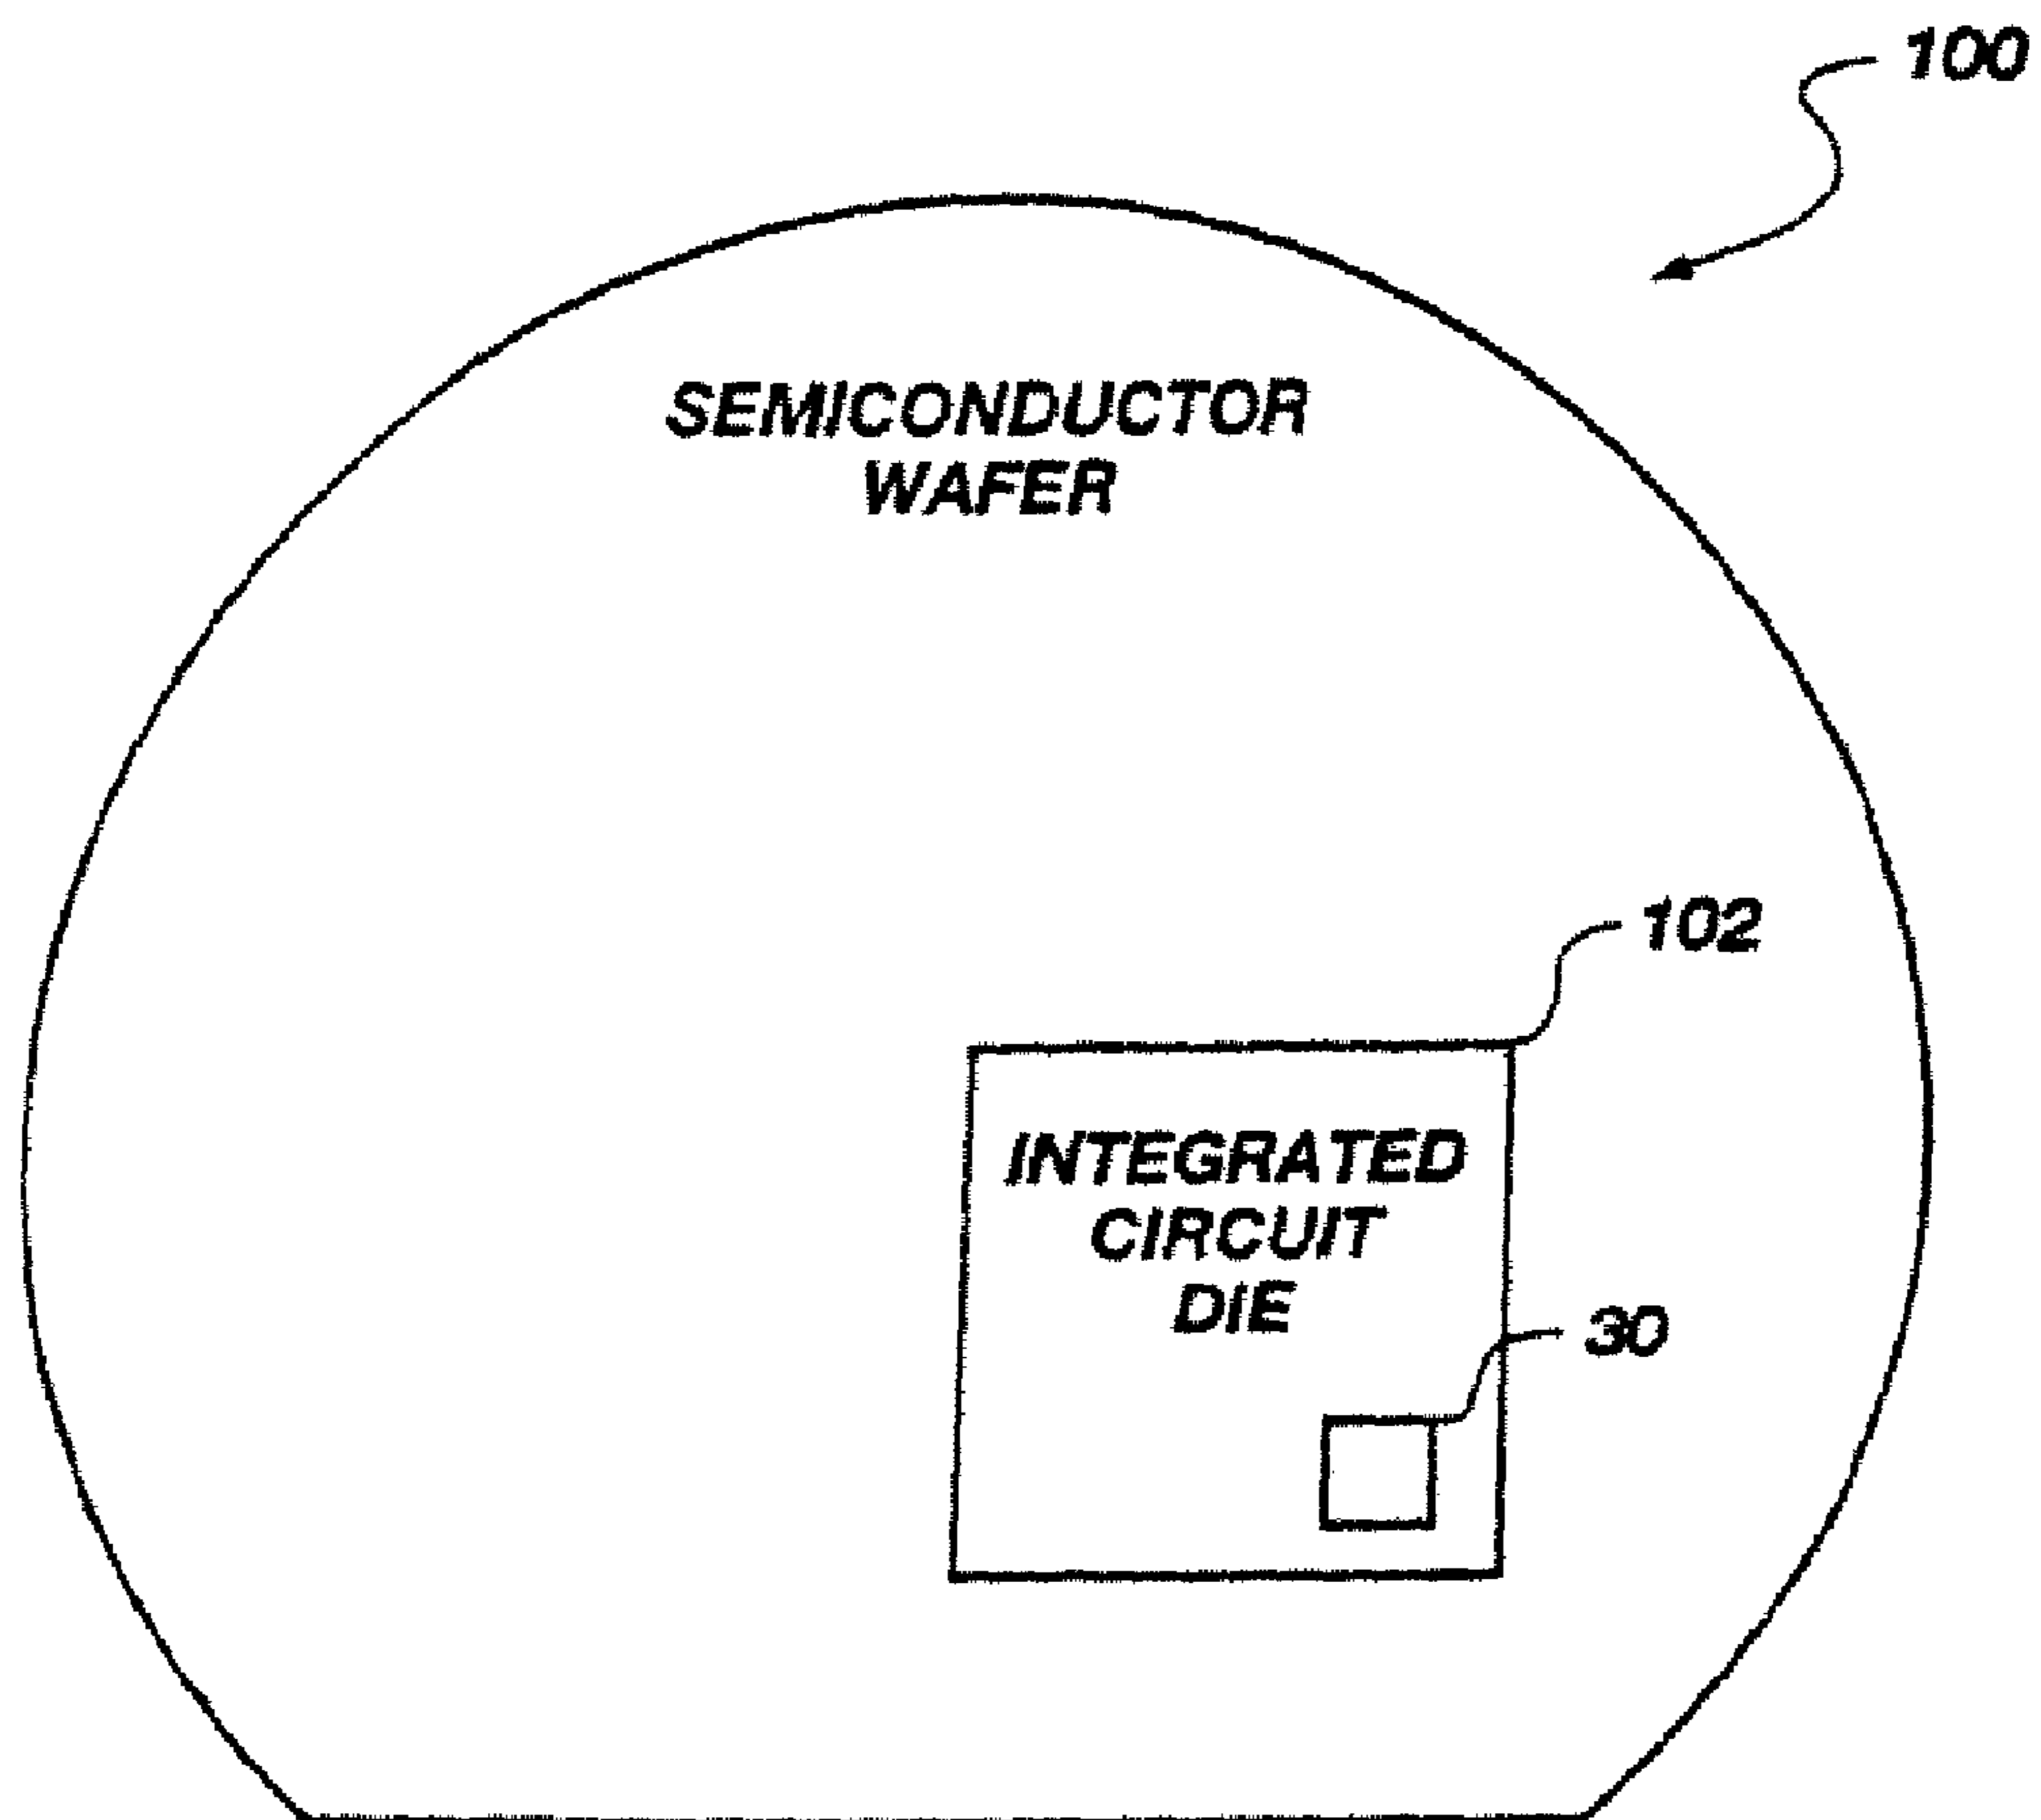 100
SEMICONDUCTOR
WAFER
102
INTEGRATED
CIRCUIT
DIE
30